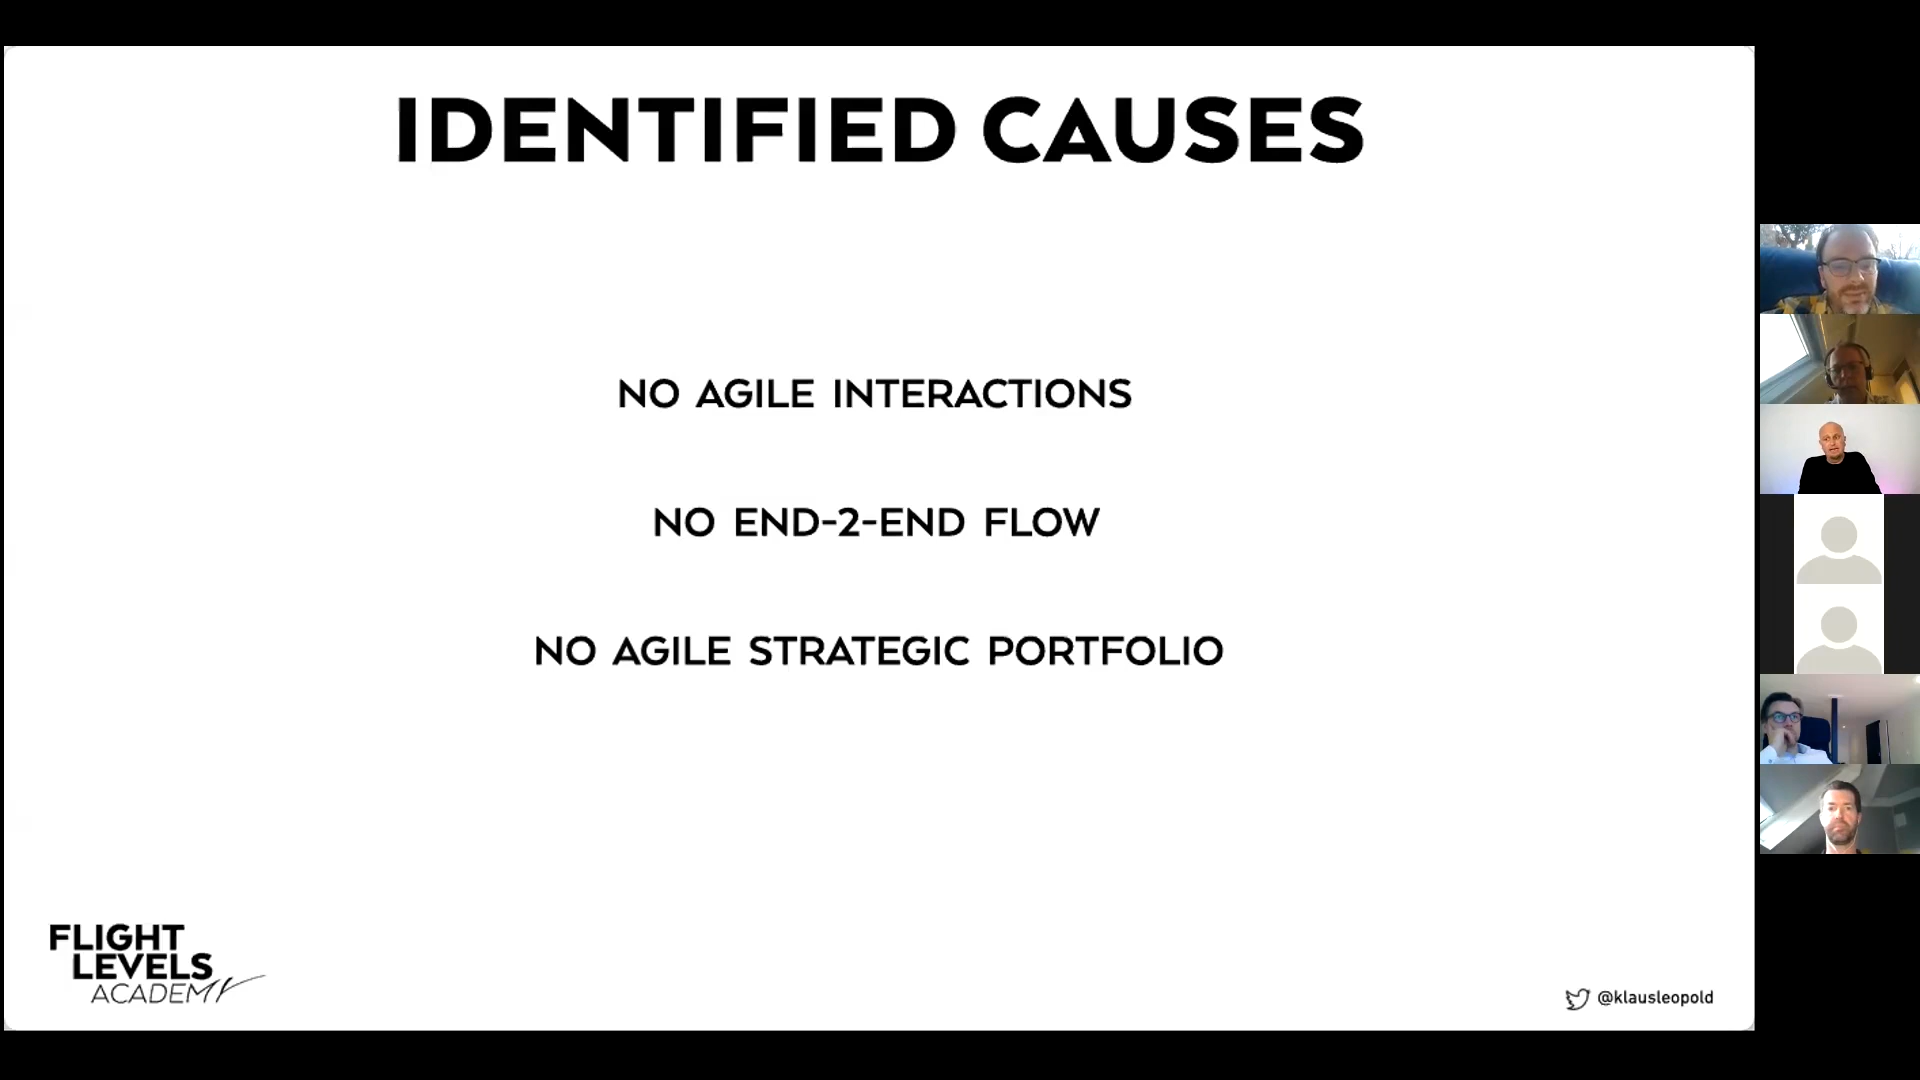 IDENTIFIED CAUSES
NO AGILE INTERACTIONS
NO END-2-END FLOW
NO AGILE STRATEGIC PORTFOLIO
FLIGHT
LEVELS
ACADEMY
@klausleopold